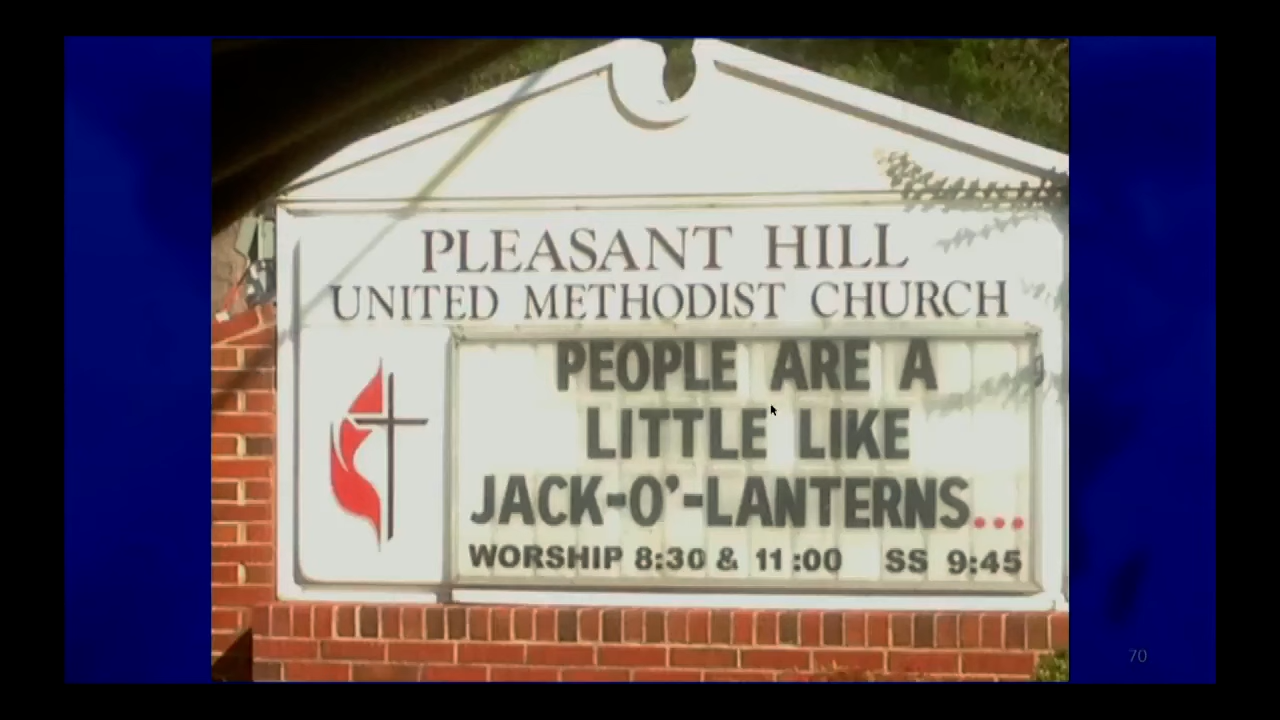 PLEASANT HILL
UNITED METHODIST CHURCH
PEOPLE ARE A
LITTLE LIKE
JACK-O'-LANTERNS...
WORSHIP 8:30 & 11:00 SS 9:45
70